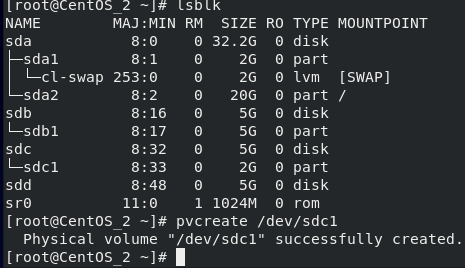 [root@CentOS_2 ~]# lsblk
NAME        MAJ:MIN RM  SIZE RO TYPE MOUNTPOINT
sda           8:0    0 32.2G  0 disk
├─sda1        8:1    0    2G  0 part
│ └─cl-swap 253:0    0    2G  0 lvm  [SWAP]
└─sda2        8:2    0   20G  0 part /
sdb           8:16   0    5G  0 disk
└─sdb1        8:17   0    5G  0 part
sdc           8:32   0    5G  0 disk
└─sdc1        8:33   0    2G  0 part
sdd           8:48   0    5G  0 disk
sr0          11:0    1 1024M  0 rom
[root@CentOS_2 ~]# pvcreate /dev/sdc1
  Physical volume "/dev/sdc1" successfully created.
[root@CentOS_2 ~]#